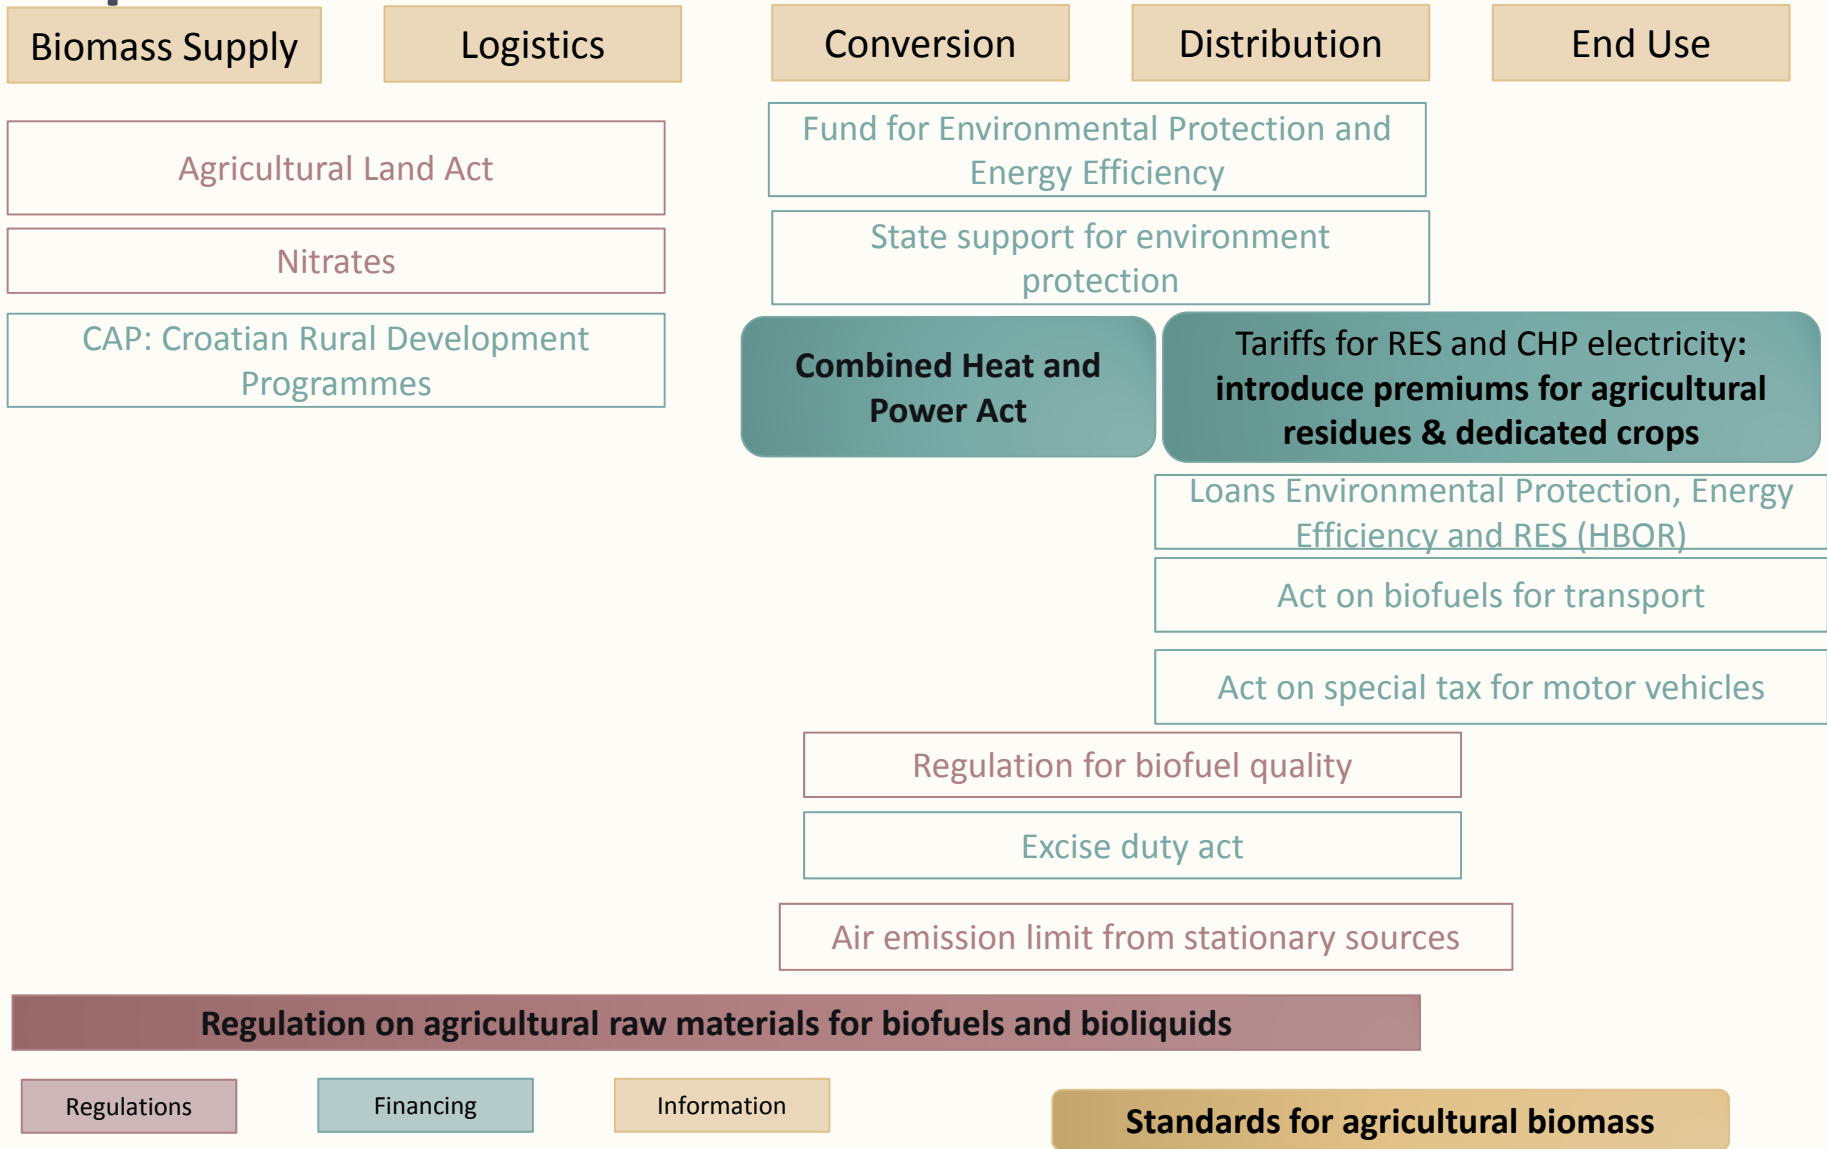 Biomass Supply
Logistics
Conversion
Distribution
End Use
Agricultural Land Act
Nitrates
CAP: Croatian Rural Development
Programmes
Fund for Environmental Protection and
Energy Efficiency
State support for environment
protection
Combined Heat and
Power Act
Tariffs for RES and CHP electricity:
introduce premiums for agricultural
residues & dedicated crops
Loans Environmental Protection, Energy
Efficiency and RES (HBOR)
Act on biofuels for transport
Act on special tax for motor vehicles
Regulation for biofuel quality
Excise duty act
Air emission limit from stationary sources
Regulation on agricultural raw materials for biofuels and bioliquids
Regulations
Financing
Information
Standards for agricultural biomass